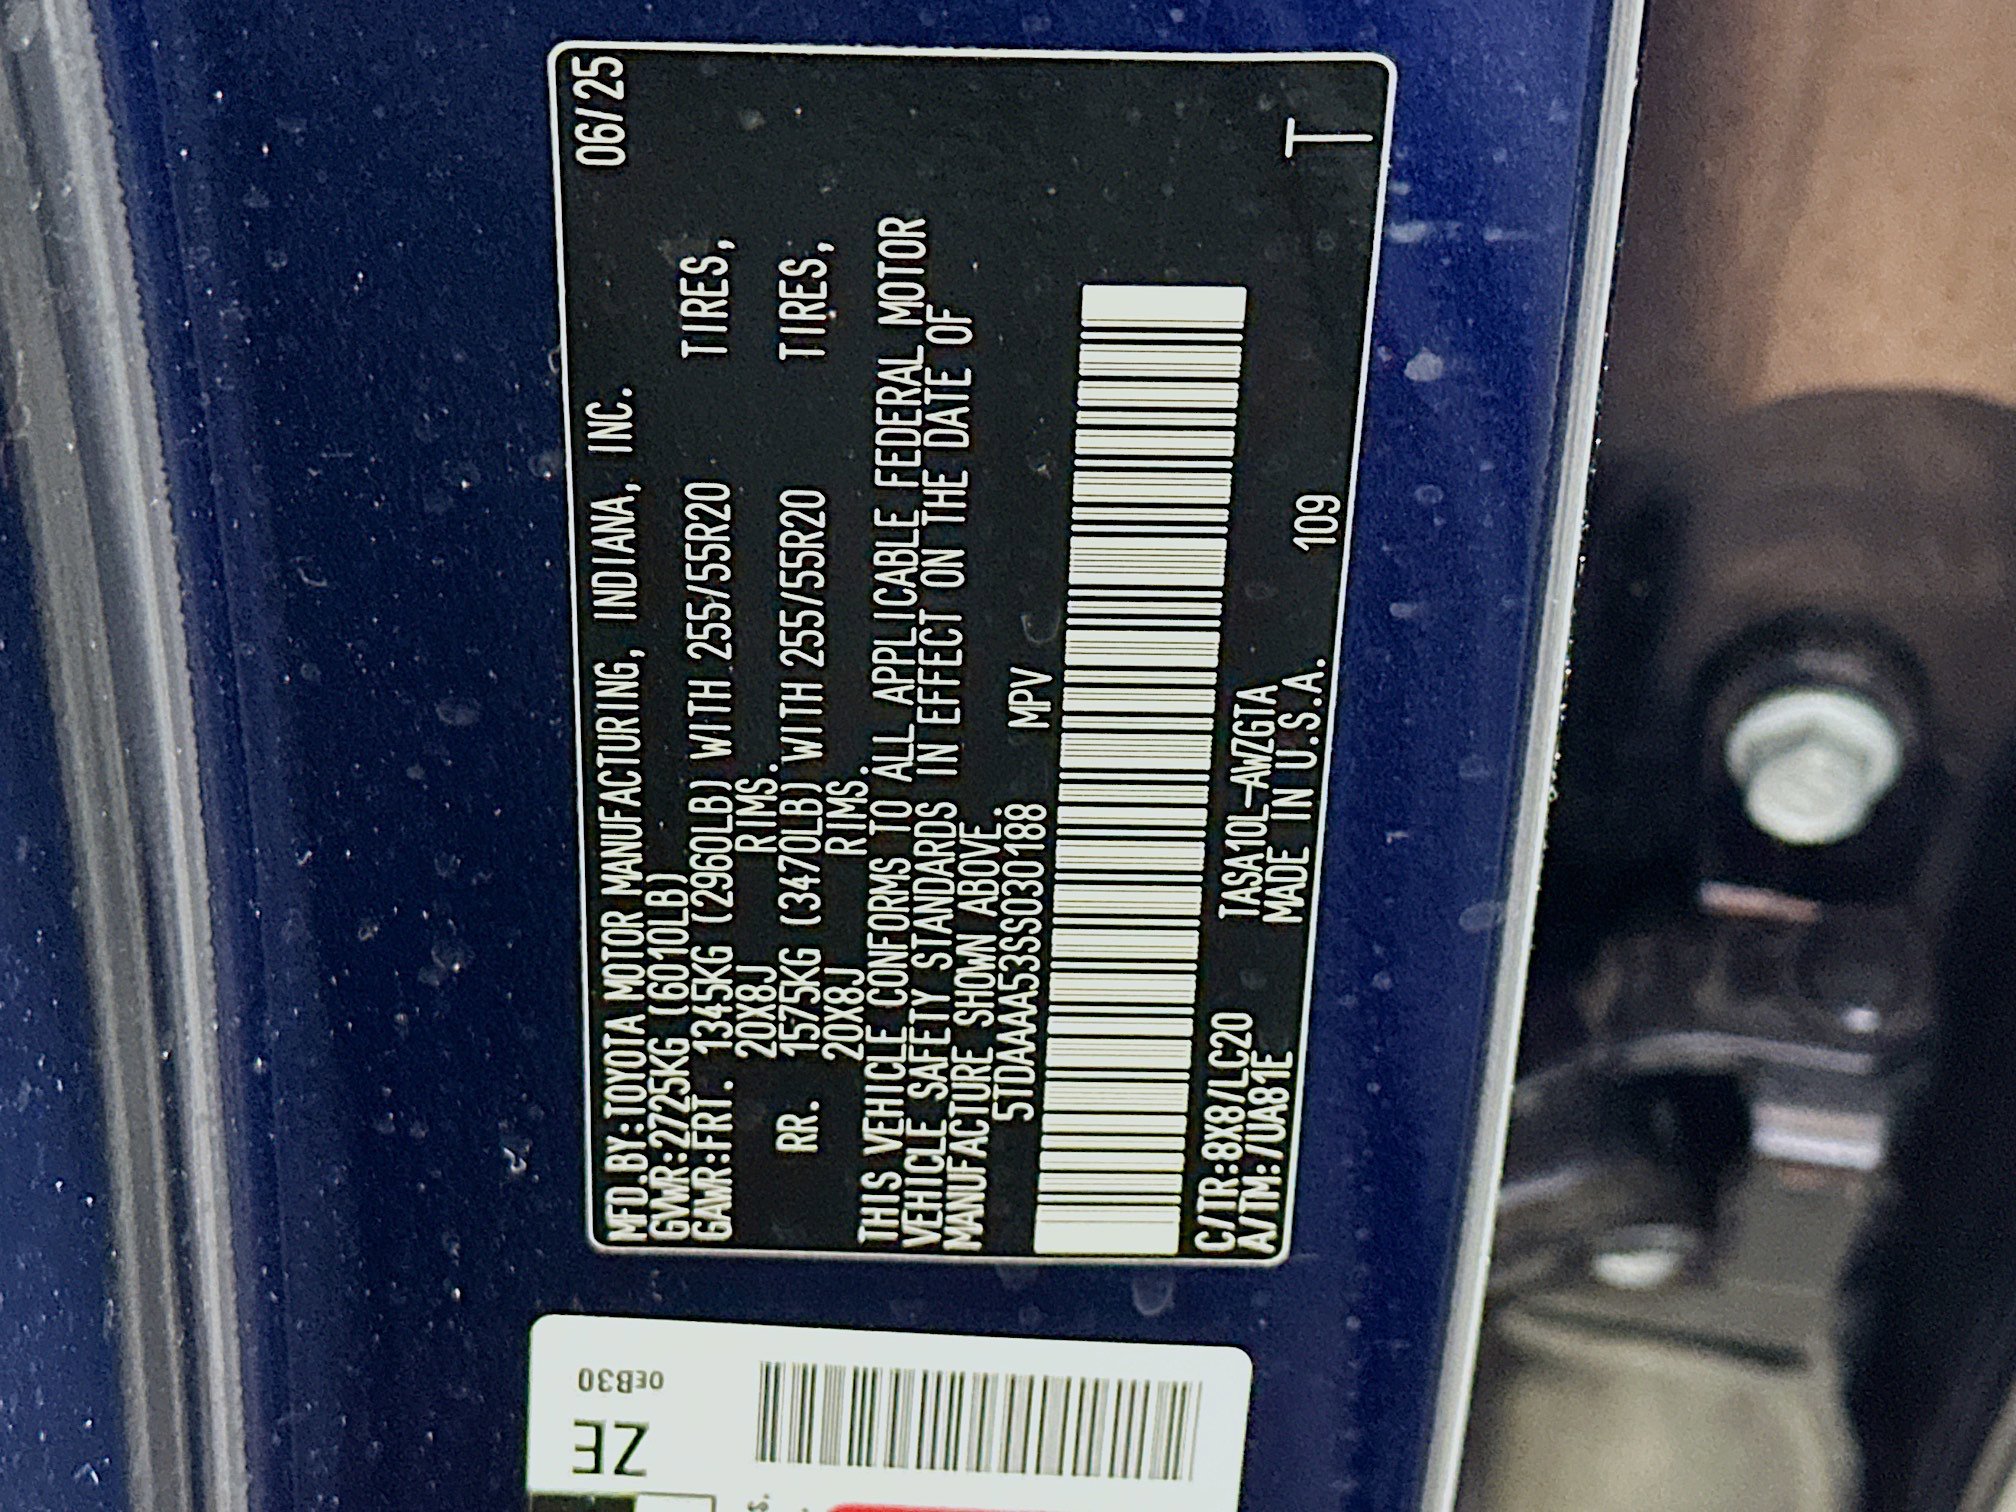 MFD.BY:TOYOTA MOTOR MANUFACTURING, INDIANA, INC. 06/25
GVWR:2725KG (6010LB)
GAWR:FRT. 1345KG (2960LB) WITH 255/55R20 TIRES,
20X8J RIMS.
RR. 1575KG (3470LB) WITH 255/55R20 TIRES,
20X8J RIMS.
THIS VEHICLE CONFORMS TO ALL APPLICABLE FEDERAL MOTOR
VEHICLE SAFETY STANDARDS IN EFFECT ON THE DATE OF
MANUFACTURE SHOWN ABOVE.
5TDAAAA53SS030188 MPV
C/TR:8X8/LC20 TASA10L-AWZGTA
A/TM:/UA81E MADE IN U.S.A. 109 T
ZE 0EB30